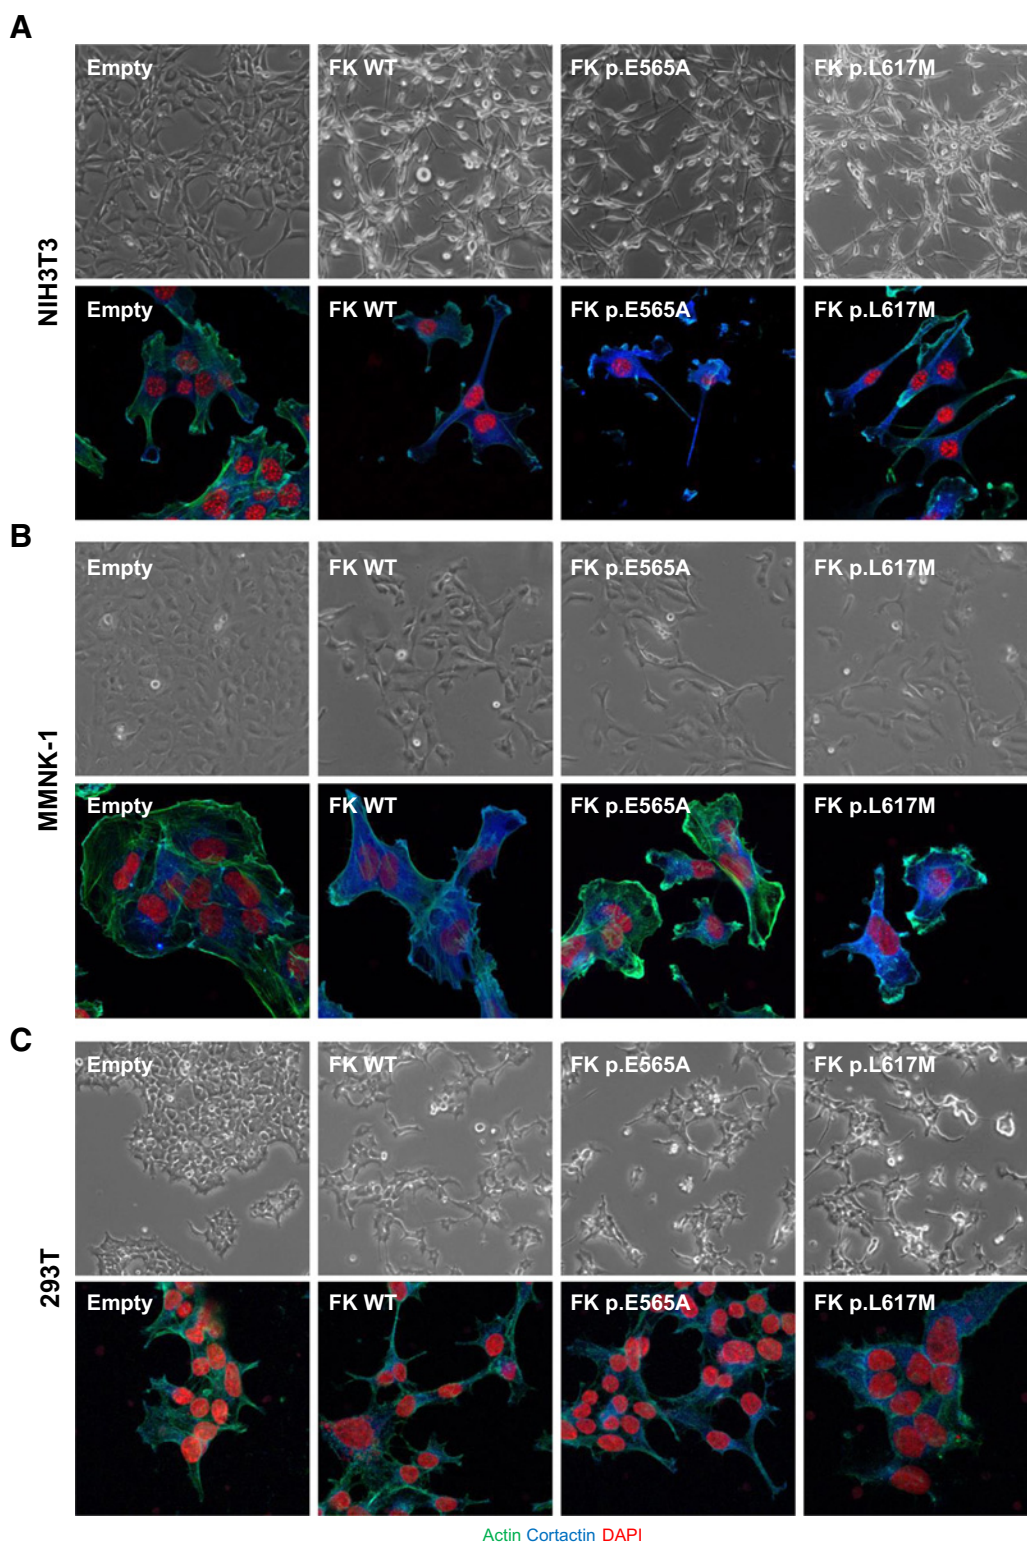 A
Empty FK WT FK p.E565A FK p.L617M
NIH3T3
Empty FK WT FK p.E565A FK p.L617M
B
Empty FK WT FK p.E565A FK p.L617M
MMNK-1
Empty FK WT FK p.E565A FK p.L617M
C
Empty FK WT FK p.E565A FK p.L617M
293T
Empty FK WT FK p.E565A FK p.L617M
Actin Cortactin DAPI